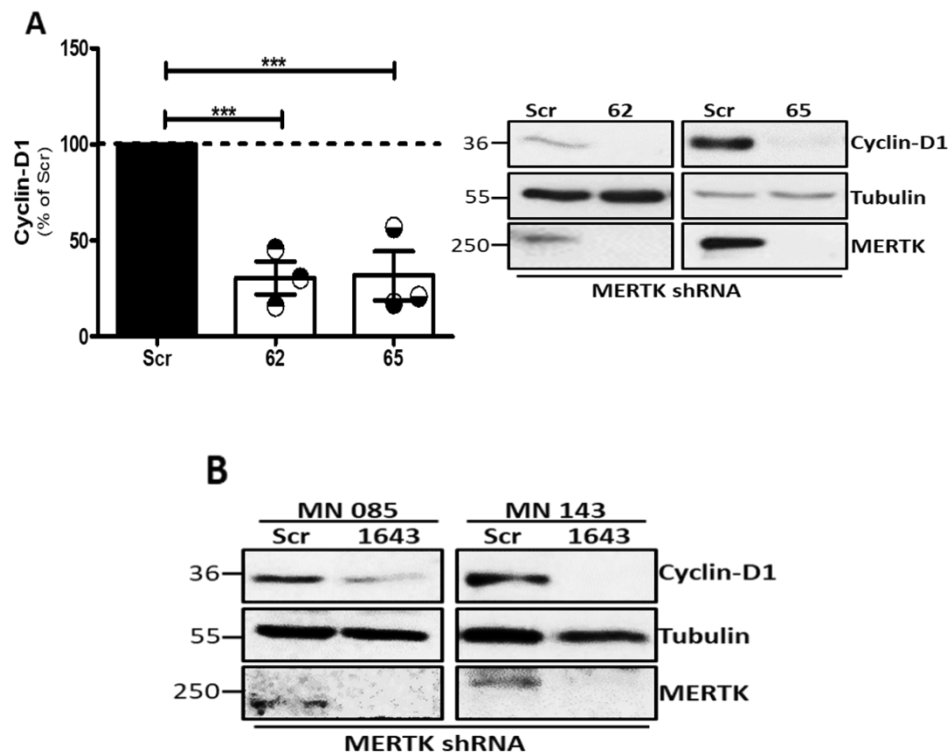 A
150
100
50
0
Cyclin-D1
(% of Scr)
***
***
Scr 62 65
Scr 62 Scr 65
36 Cyclin-D1
55 Tubulin
250 MERTK
MERTK shRNA
B
MN 085 MN 143
Scr 1643 Scr 1643
36 Cyclin-D1
55 Tubulin
250 MERTK
MERTK shRNA